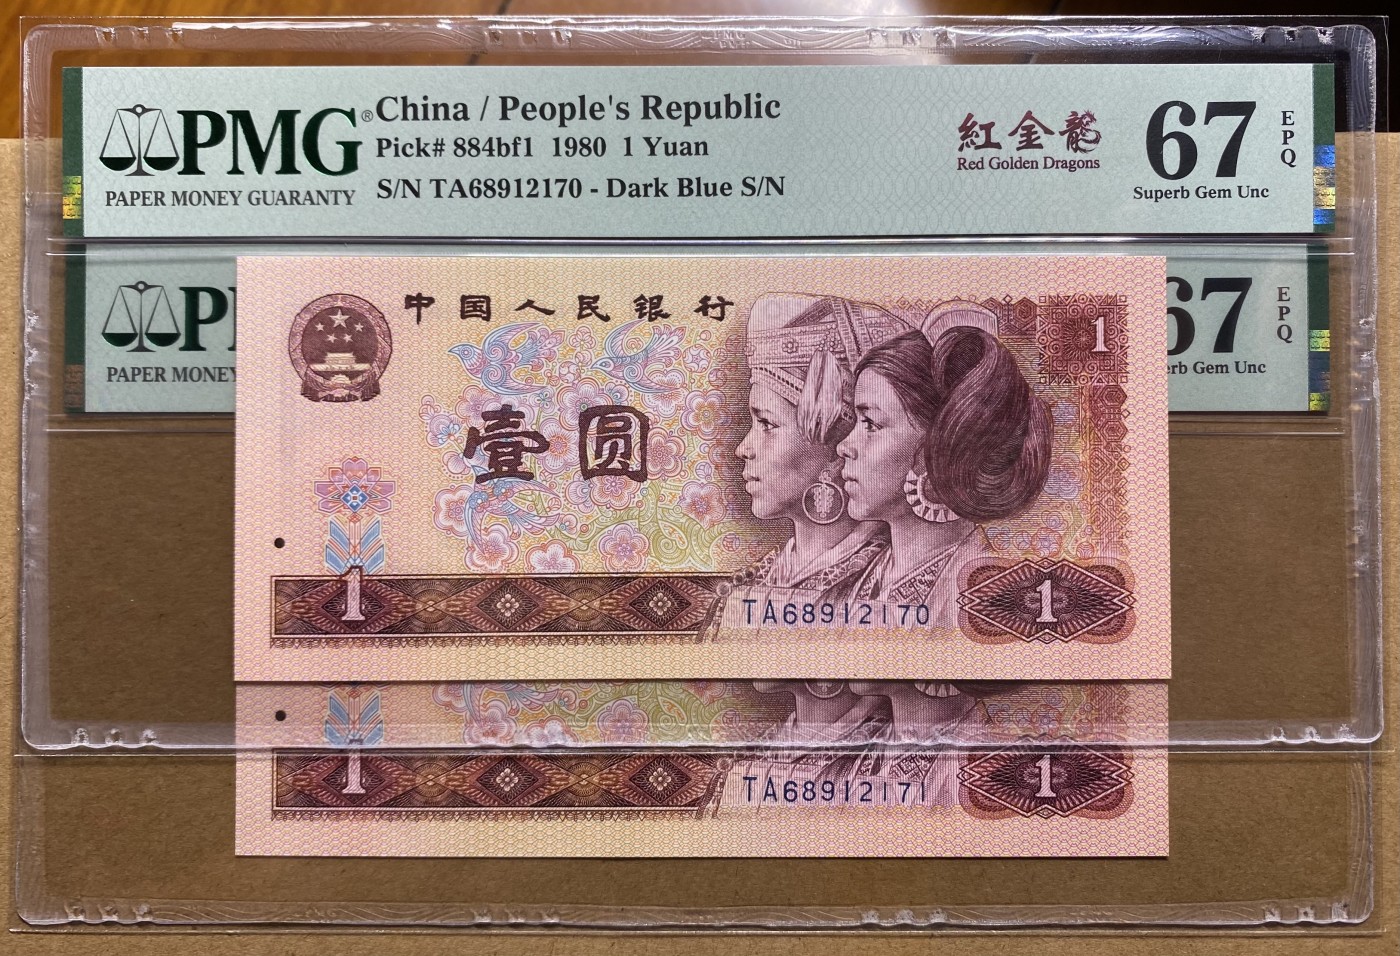 PMG®
PAPER MONEY GUARANTY
China / People's Republic
Pick# 884bf1 1980 1 Yuan
S/N TA68912170 - Dark Blue S/N
紅金龍
Red Golden Dragons
67
EPQ
Superb Gem Unc
PAPER MONEY
67
EPQ
Gem Unc
中国人民银行
1
壹圆
1
TA68912170
1
1
TA68912171
1